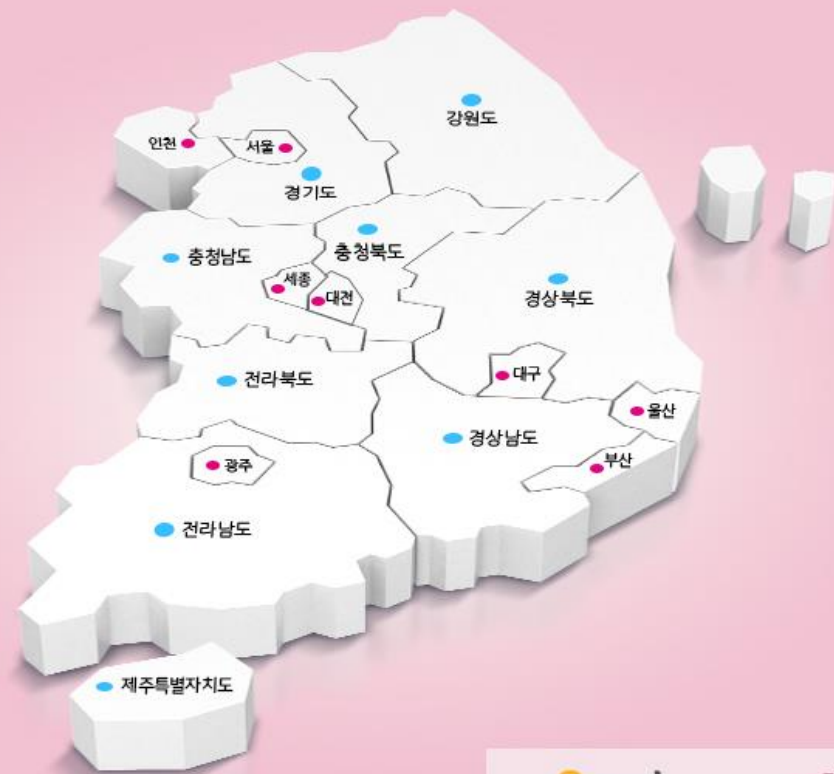 강원도
인천
서울
경기도
충청남도
충청북도
세종
대전
경상북도
전라북도
대구
울산
경상남도
광주
부산
전라남도
제주특별자치도